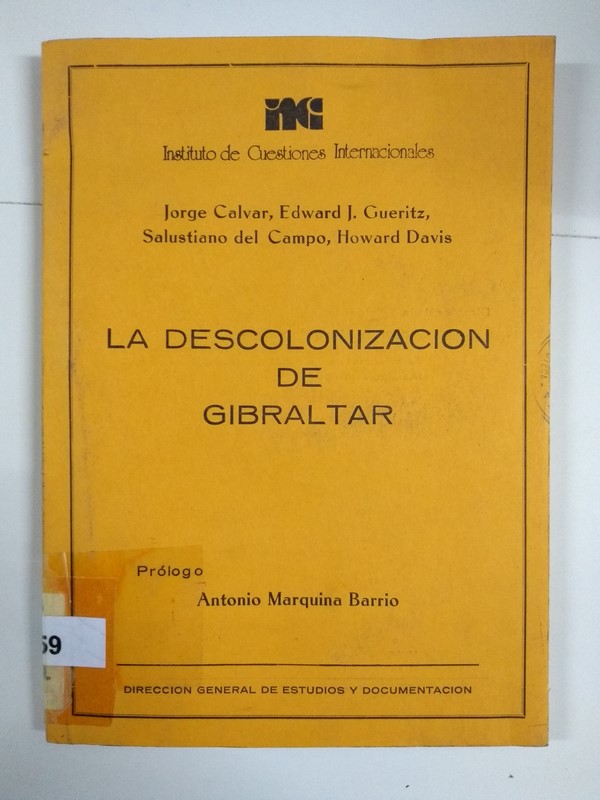 inci
Instituto de Cuestiones Internacionales
Jorge Calvar, Edward J. Gueritz,
Salustiano del Campo, Howard Davis
LA DESCOLONIZACION
DE
GIBRALTAR
Prólogo
Antonio Marquina Barrio
59
DIRECCION GENERAL DE ESTUDIOS Y DOCUMENTACION